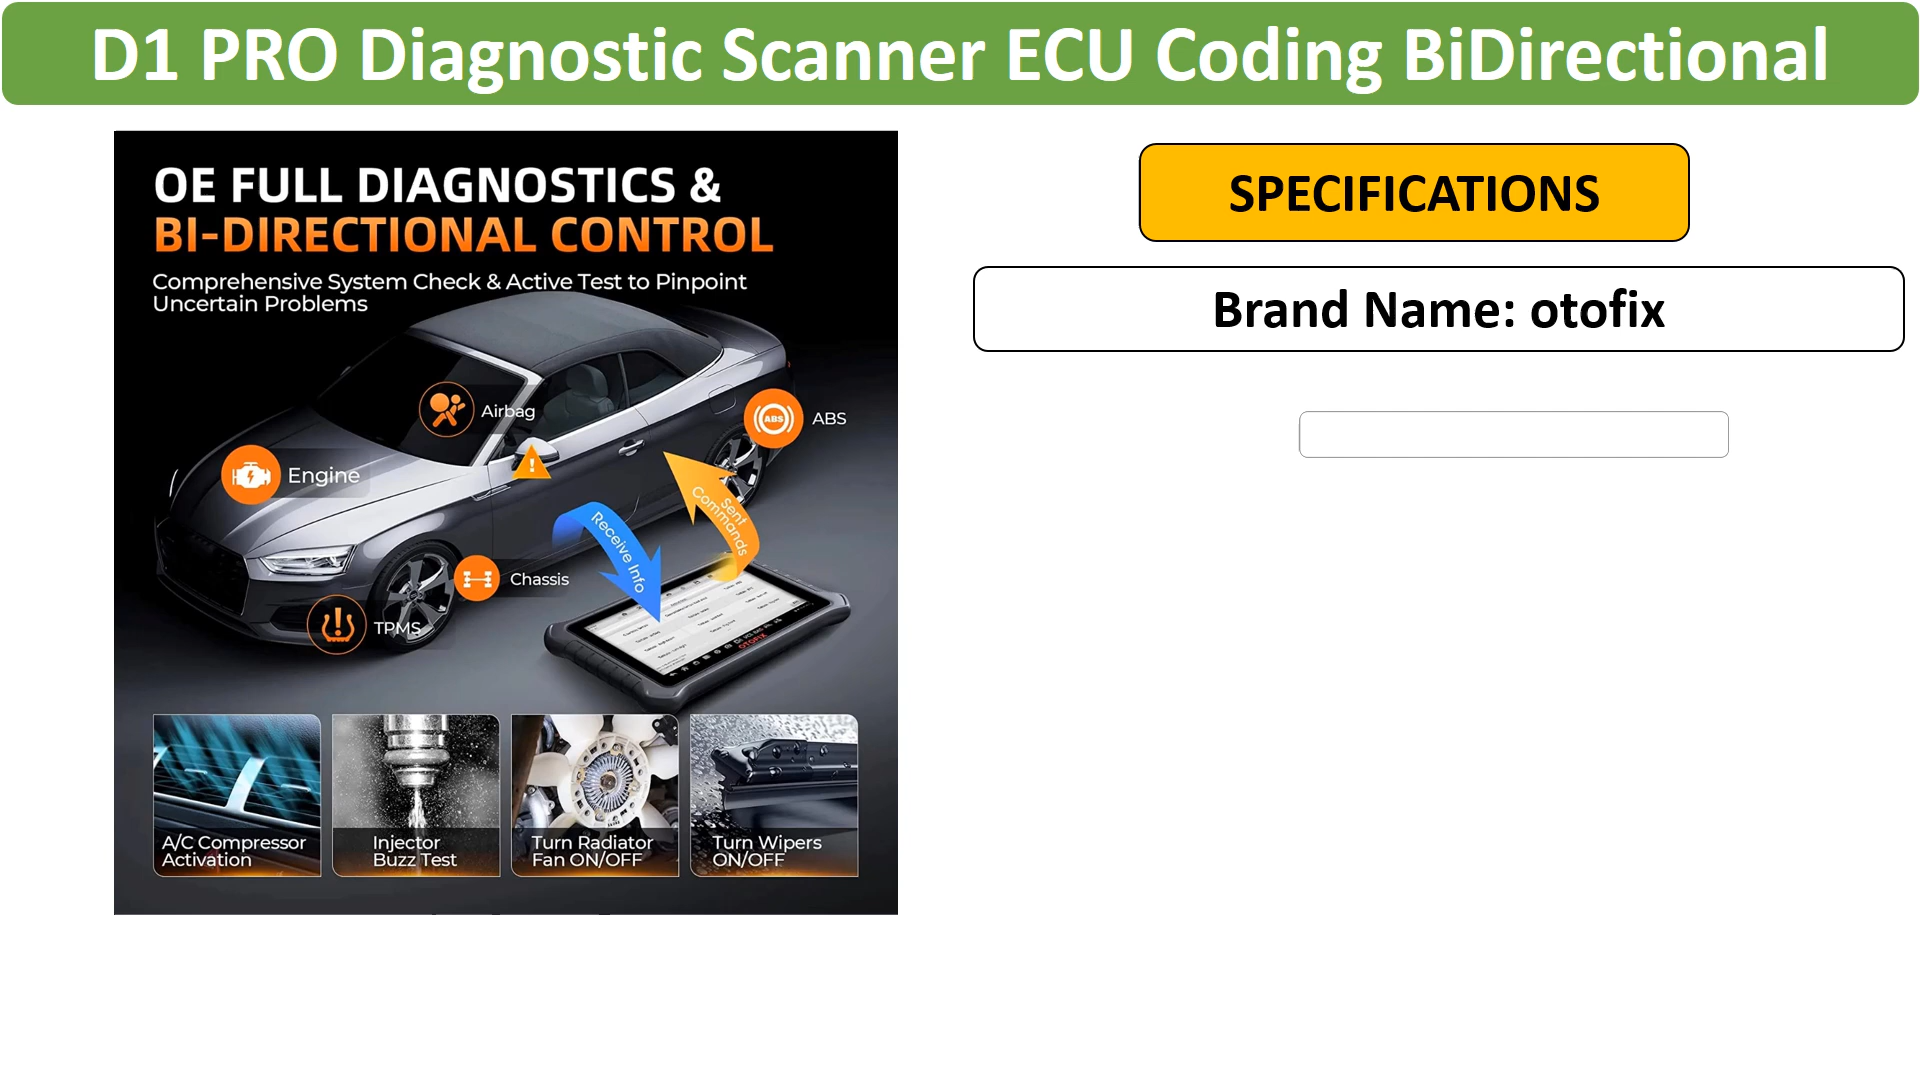 D1 PRO Diagnostic Scanner ECU Coding BiDirectional
OE FULL DIAGNOSTICS &
BI-DIRECTIONAL CONTROL
Comprehensive System Check & Active Test to Pinpoint
Uncertain Problems
Airbag
ABS
ABS
Engine
Sent
Commands
Receive Info
Chassis
TPMS
OTOFIX
A/C Compressor
Activation
Injector
Buzz Test
Turn Radiator
Fan ON/OFF
Turn Wipers
ON/OFF
SPECIFICATIONS
Brand Name: otofix